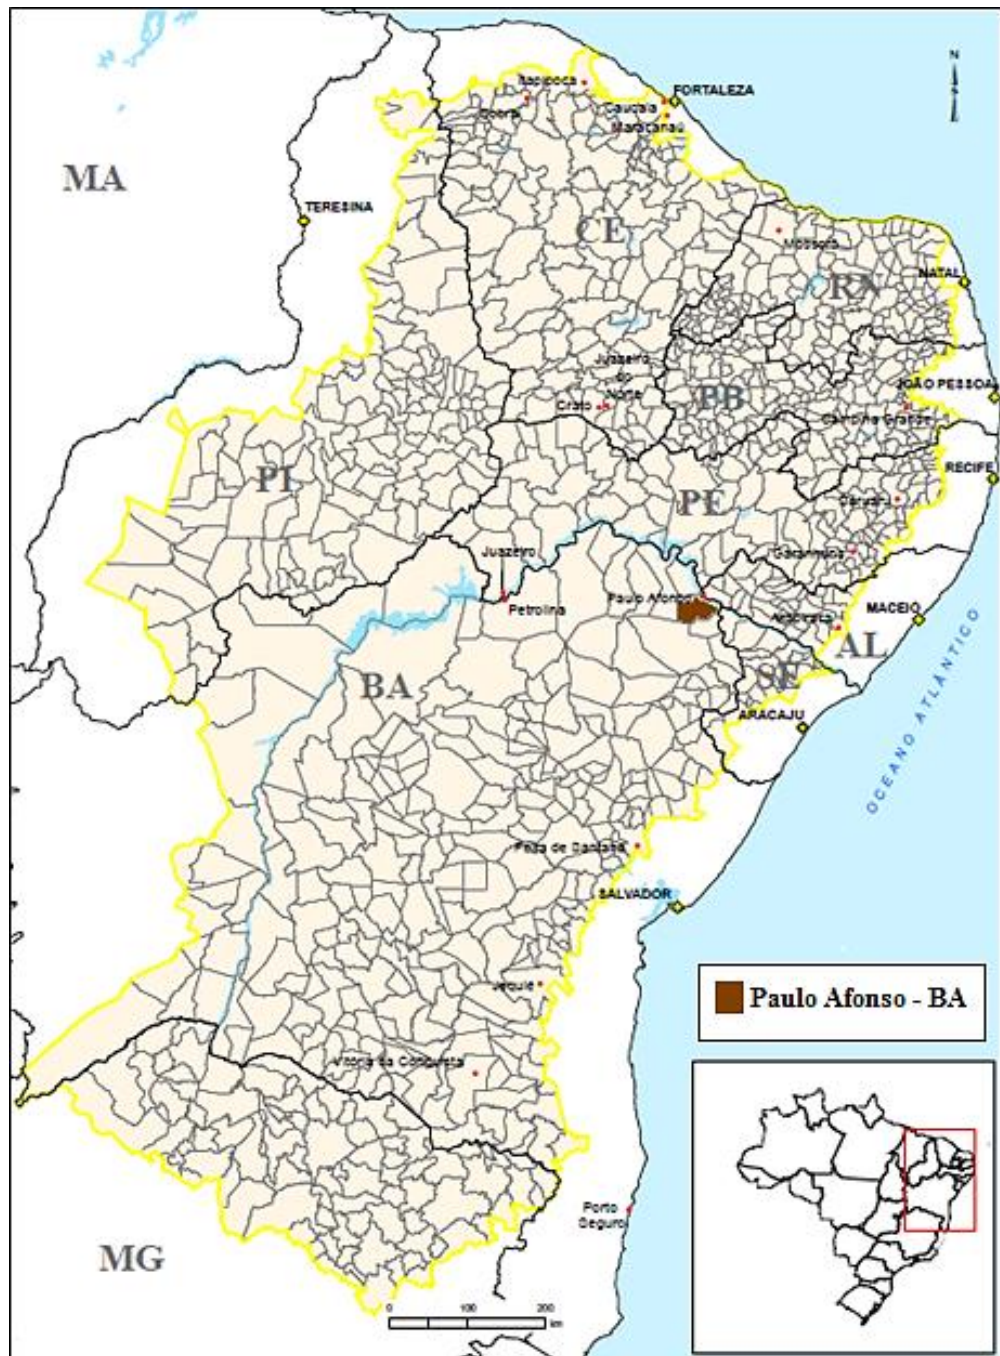 N
Itapipoca
FORTALEZA
Sobral
Caucaia
Maracanaú
MA
TERESINA
CE
Mossoró
NATAL
RN
Juazeiro
do
Norte
Crato
PB
JOÃO PESSOA
Campina Grande
RECIFE
PI
PE
Caruaru
Garanhuns
Juazeiro
Petrolina
Paulo Afonso
MACEIO
Arapiraca
AL
SE
BA
ARACAJU
OCEANO ATLÂNTICO
Feira de Santana
SALVADOR
Jequié
Paulo Afonso - BA
Vitória da Conquista
Porto
Seguro
MG
0 100 200
km